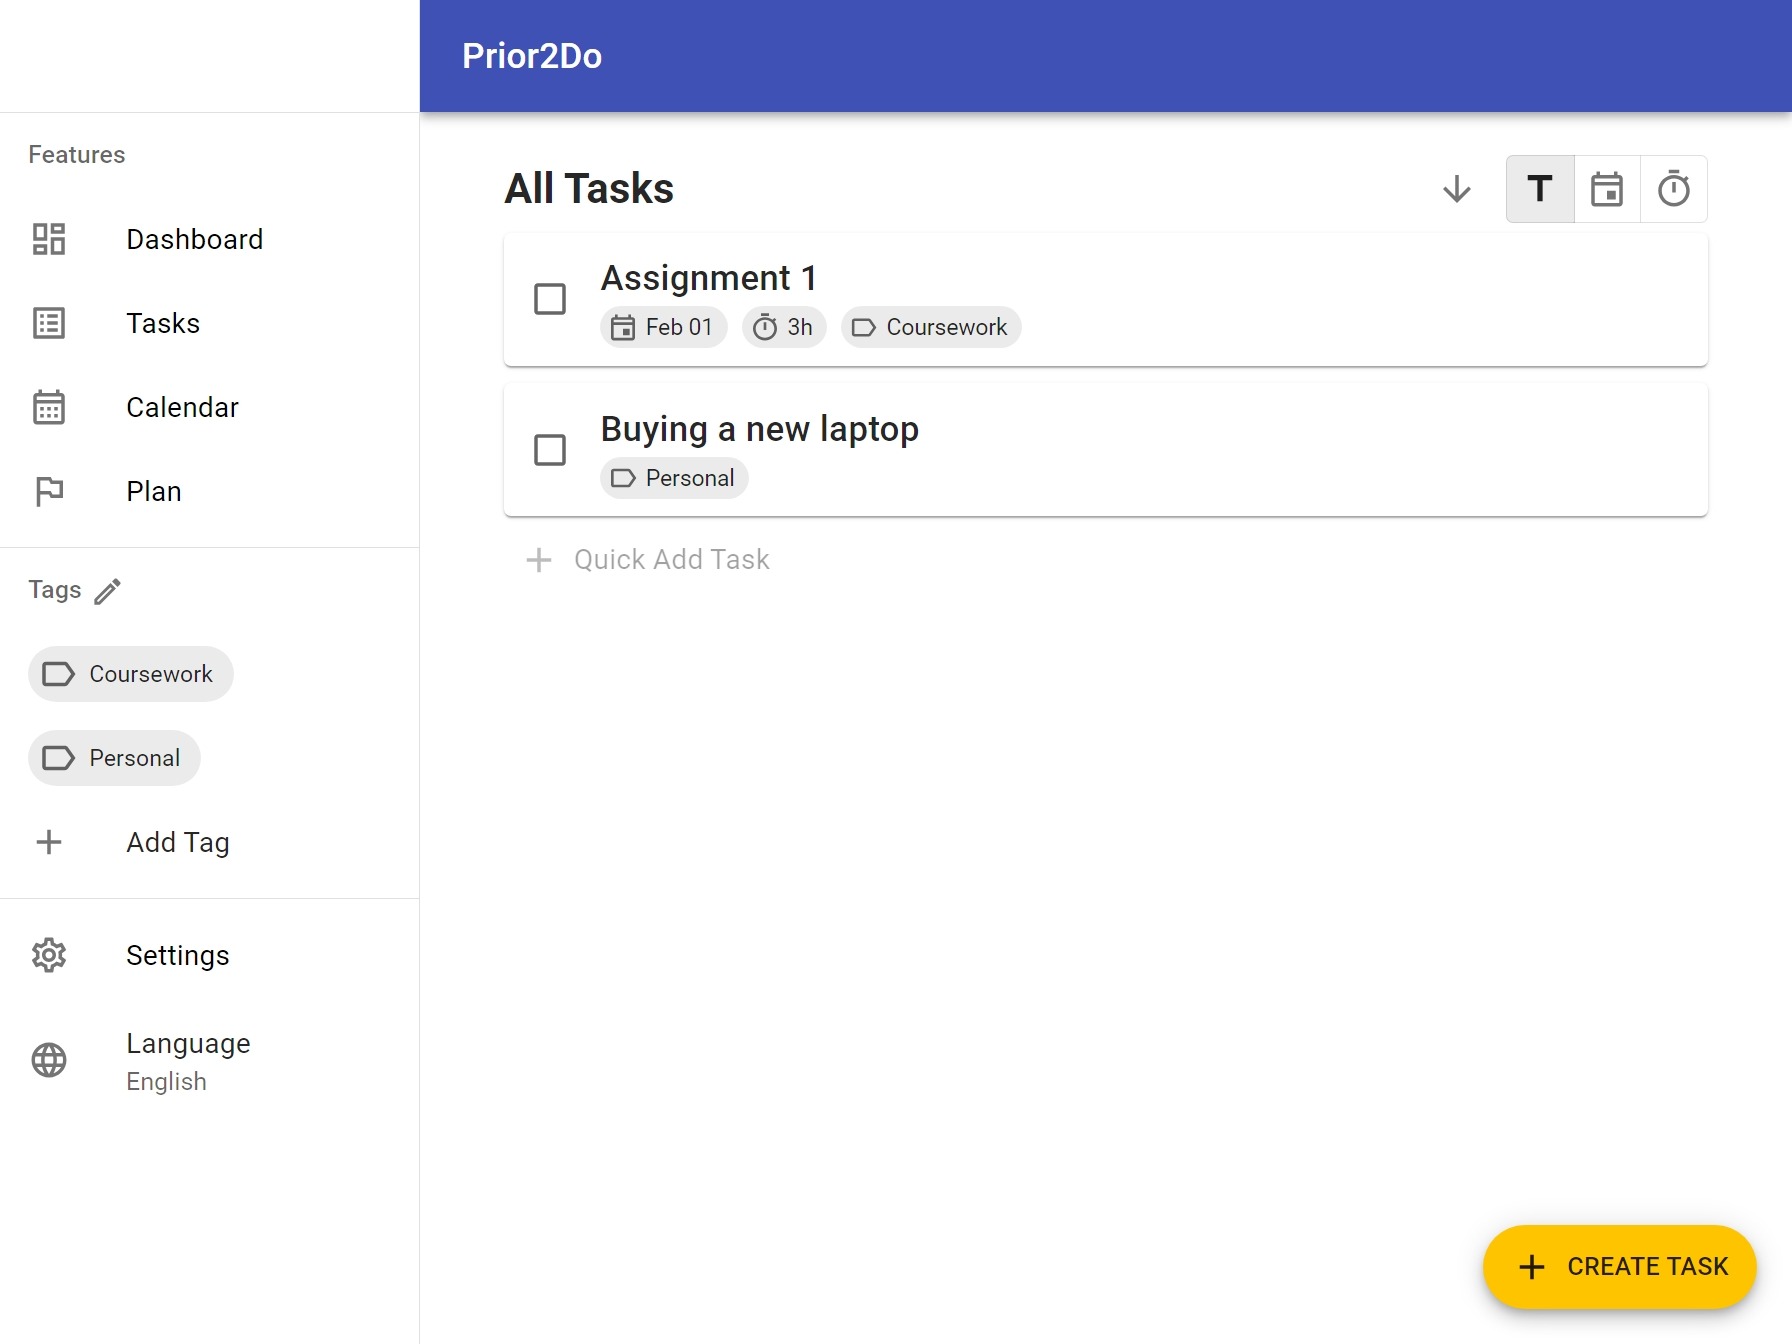 Prior2Do
Features
Dashboard
Tasks
Calendar
Plan
Tags
Coursework
Personal
Add Tag
Settings
Language
English
All Tasks
T
Assignment 1
Feb 01 3h Coursework
Buying a new laptop
Personal
Quick Add Task
CREATE TASK